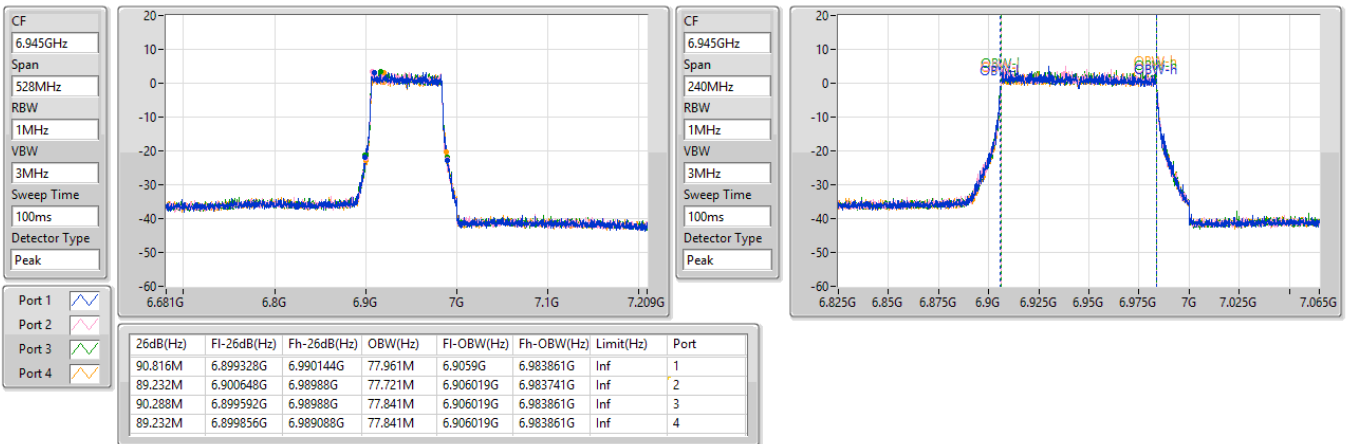 CF
6.945GHz
Span
528MHz
RBW
1MHz
VBW
3MHz
Sweep Time
100ms
Detector Type
Peak
20
10
0
-10
-20
-30
-40
-50
-60
6.681G 6.8G 6.9G 7G 7.1G 7.209G
CF
6.945GHz
Span
240MHz
RBW
1MHz
VBW
3MHz
Sweep Time
100ms
Detector Type
Peak
20
10
0
-10
-20
-30
-40
-50
-60
OBW-l OBW-h
6.825G 6.85G 6.875G 6.9G 6.925G 6.95G 6.975G 7G 7.025G 7.065G
Port 1
Port 2
Port 3
Port 4
26dB(Hz) Fl-26dB(Hz) Fh-26dB(Hz) OBW(Hz) Fl-OBW(Hz) Fh-OBW(Hz) Limit(Hz) Port
90.816M 6.899328G 6.990144G 77.961M 6.9059G 6.983861G Inf 1
89.232M 6.900648G 6.98988G 77.721M 6.906019G 6.983741G Inf 2
90.288M 6.899592G 6.98988G 77.841M 6.906019G 6.983861G Inf 3
89.232M 6.899856G 6.989088G 77.841M 6.906019G 6.983861G Inf 4